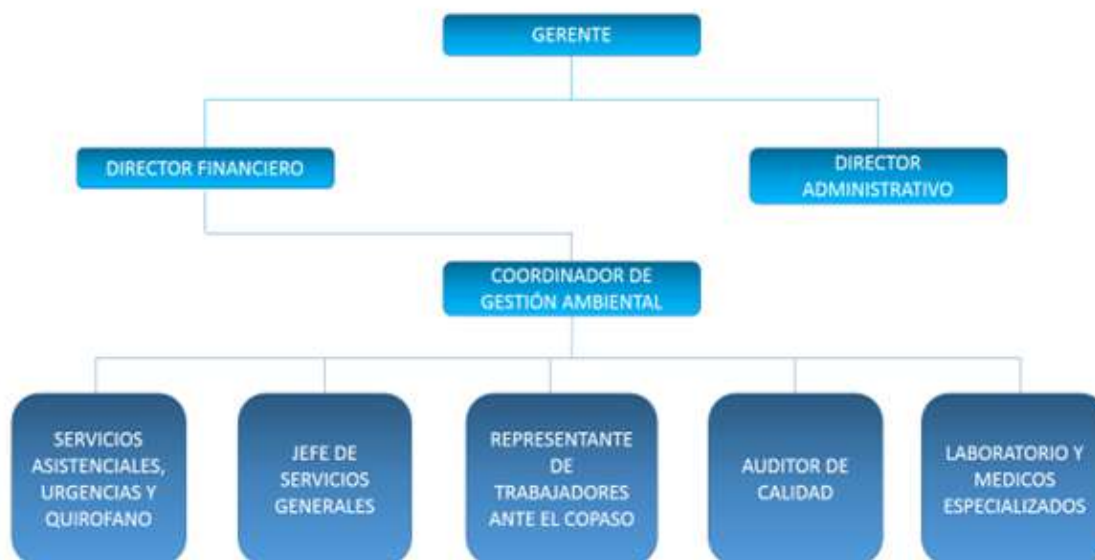 GERENTE
DIRECTOR FINANCIERO
DIRECTOR
ADMINISTRATIVO
COORDINADOR DE
GESTIÓN AMBIENTAL
SERVICIOS
ASISTENCIALES,
URGENCIAS Y
QUIROFANO
JEFE DE
SERVICIOS
GENERALES
REPRESENTANTE
DE
TRABAJADORES
ANTE EL COPASO
AUDITOR DE
CALIDAD
LABORATORIO Y
MEDICOS
ESPECIALIZADOS